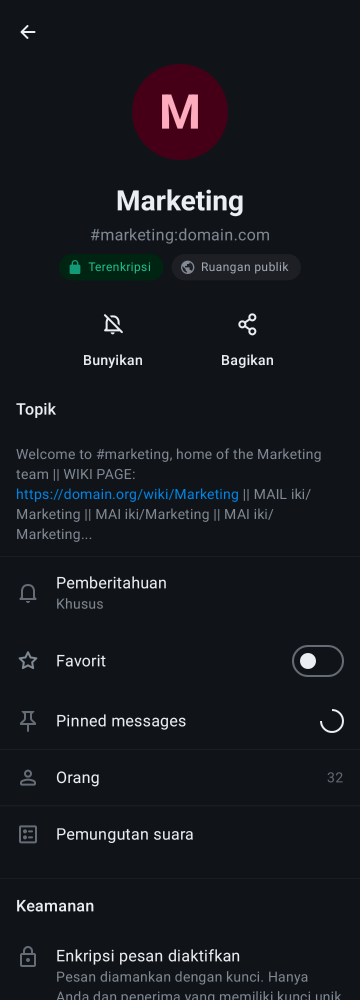 M
Marketing
#marketing:domain.com
Terenkripsi
Ruangan publik
Bunyikan
Bagikan
Topik
Welcome to #marketing, home of the Marketing
team || WIKI PAGE:
https://domain.org/wiki/Marketing || MAIL iki/
Marketing || MAI iki/Marketing || MAI iki/
Marketing...
Pemberitahuan
Khusus
Favorit
Pinned messages
Orang 32
Pemungutan suara
Keamanan
Enkripsi pesan diaktifkan
Pesan diamankan dengan kunci. Hanya
Anda dan penerima yang memiliki kunci unik